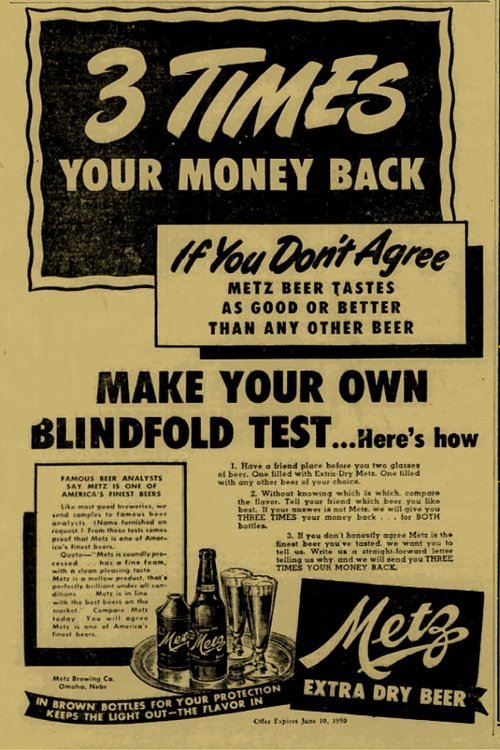 3 TIMES
YOUR MONEY BACK
If You Don't Agree
METZ BEER TASTES
AS GOOD OR BETTER
THAN ANY OTHER BEER
MAKE YOUR OWN
BLINDFOLD TEST...Here's how
FAMOUS BEER ANALYSTS
SAY METZ IS ONE OF
AMERICA'S FINEST BEERS
Like most good breweries, we
send samples to famous beer
analysts (Name furnished on
request.) From these tests comes
proof that Metz is one of Amer-
ica's finest beers.
Quote—"Metz is soundly pro-
cessed . . . has a fine foam,
with a clean pleasing taste.
Metz is a mellow product, that's
perfectly brilliant under all con-
ditions . . . Metz is in line
with the best beers on the
market." Compare Metz
today. You will agree
Metz is one of America's
finest beers.
1. Have a friend place before you two glasses
of beer. One filled with Extra Dry Metz. One filled
with any other beer of your choice.
2. Without knowing which is which, compare
the flavor. Tell your friend which beer you like
best. If your answer is not Metz, we will give you
THREE TIMES your money back . . . for BOTH
bottles.
3. If you don't honestly agree Metz is the
finest beer you've tasted, we want you to
tell us. Write us a straight-forward letter
telling us why, and we will send you THREE
TIMES YOUR MONEY BACK.
Metz
Metz
Metz
EXTRA DRY BEER
Metz Brewing Co.
Omaha, Nebr
IN BROWN BOTTLES FOR YOUR PROTECTION
KEEPS THE LIGHT OUT—THE FLAVOR IN
Offer Expires June 10, 1950